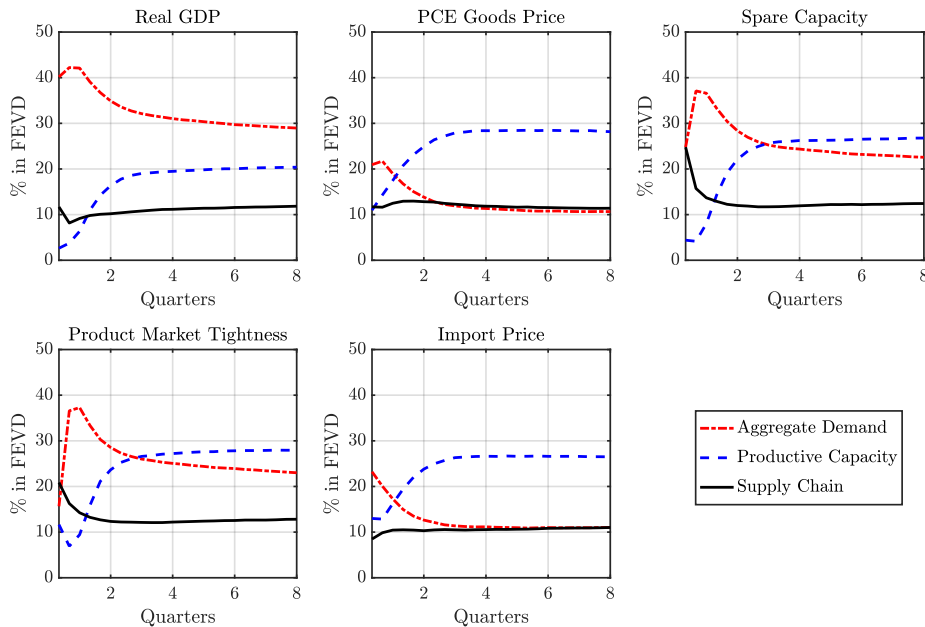 Real GDP
50
40
30
20
10
0
% in FEVD
2 4 6 8
Quarters
PCE Goods Price
50
40
30
20
10
0
% in FEVD
2 4 6 8
Quarters
Spare Capacity
50
40
30
20
10
0
% in FEVD
2 4 6 8
Quarters
Product Market Tightness
50
40
30
20
10
0
% in FEVD
2 4 6 8
Quarters
Import Price
50
40
30
20
10
0
% in FEVD
2 4 6 8
Quarters
Aggregate Demand
Productive Capacity
Supply Chain